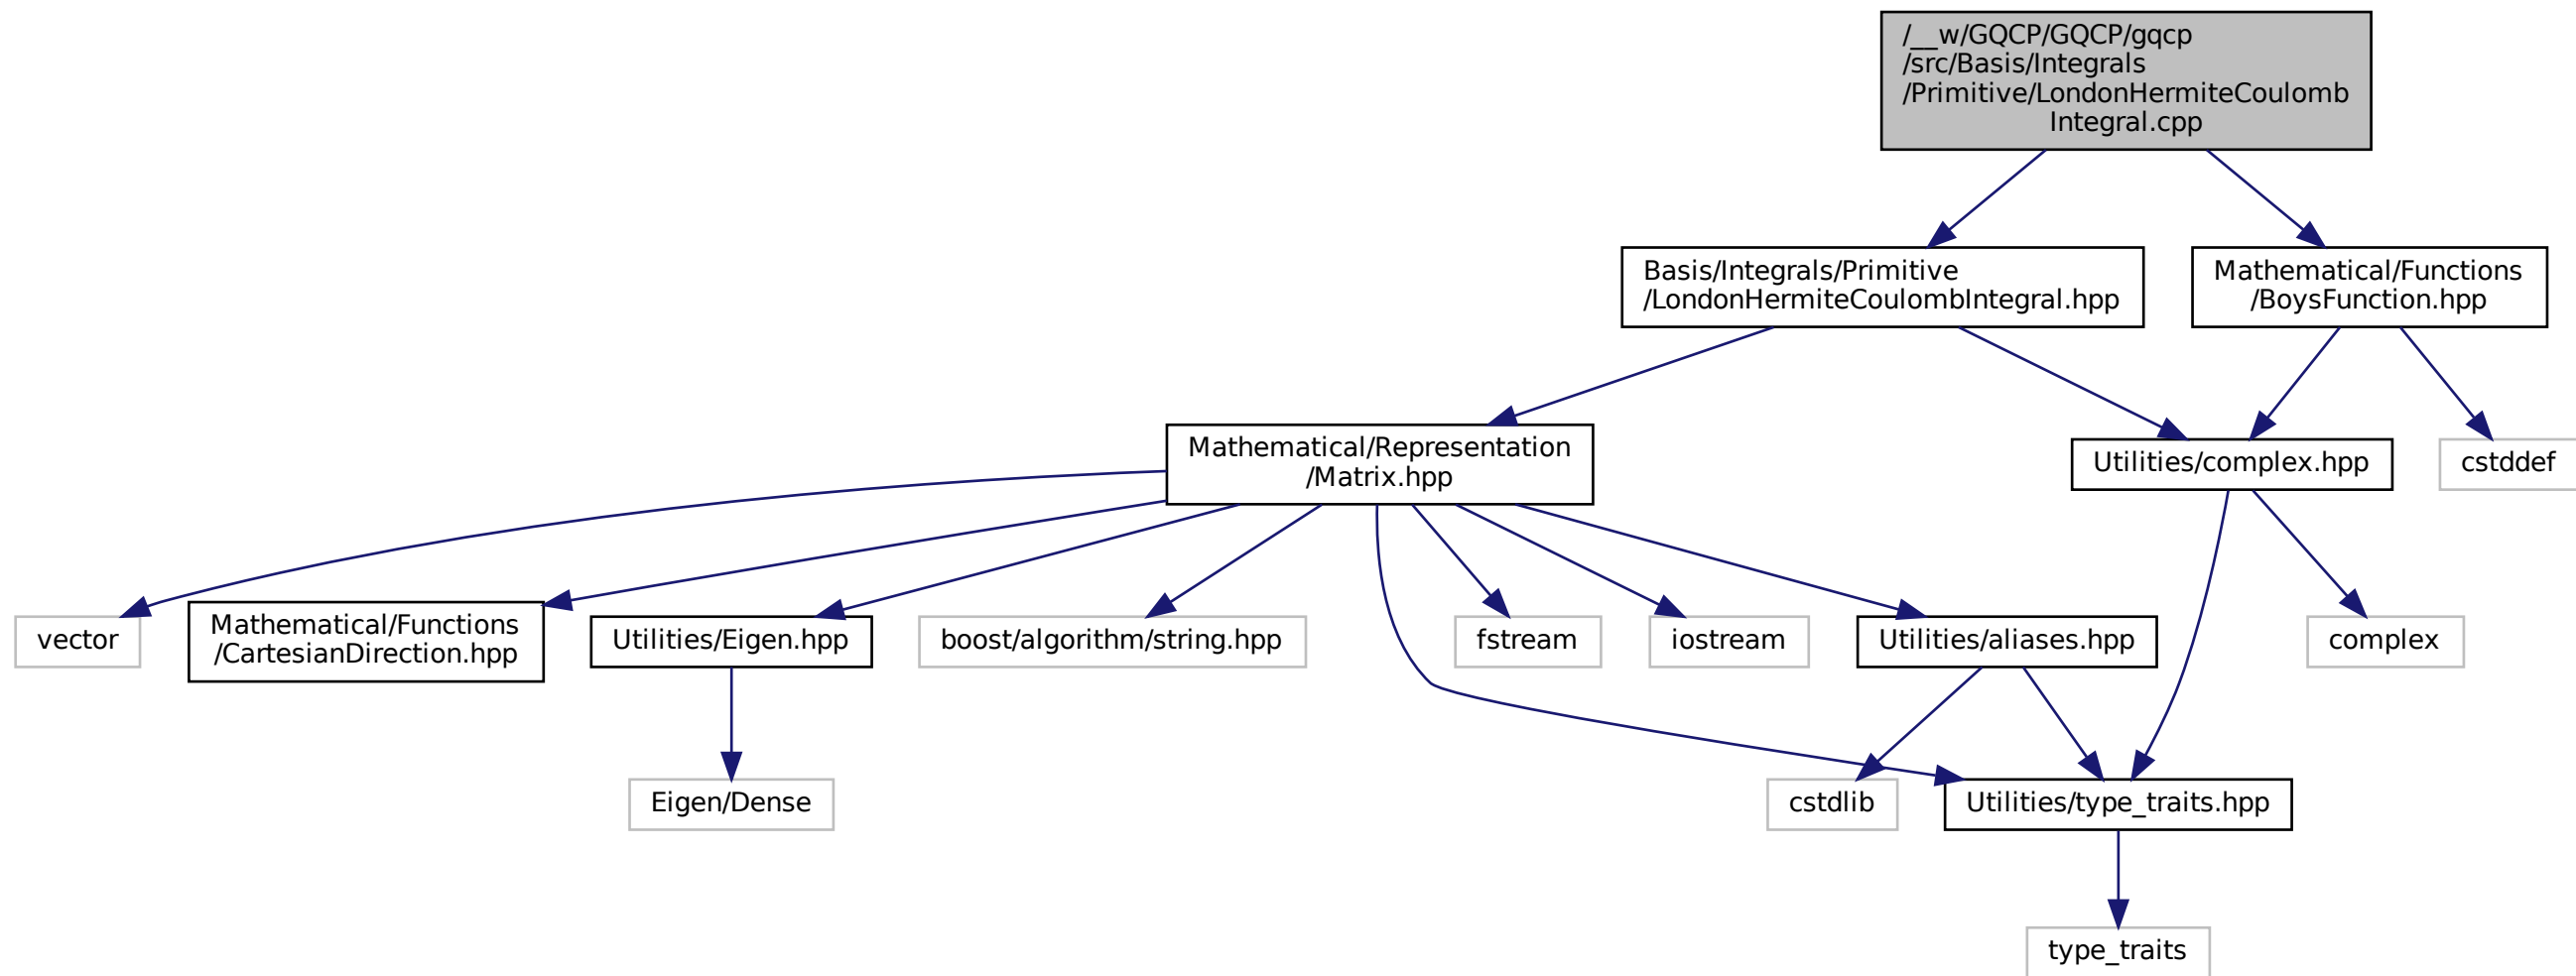 /__w/GQCP/GQCP/gqcp
/src/Basis/Integrals
/Primitive/LondonHermiteCoulomb
Integral.cpp
Basis/Integrals/Primitive
/LondonHermiteCoulombIntegral.hpp
Mathematical/Functions
/BoysFunction.hpp
Mathematical/Representation
/Matrix.hpp
Utilities/complex.hpp
cstddef
vector
Mathematical/Functions
/CartesianDirection.hpp
Utilities/Eigen.hpp
boost/algorithm/string.hpp
fstream
iostream
Utilities/aliases.hpp
complex
Eigen/Dense
cstdlib
Utilities/type_traits.hpp
type_traits